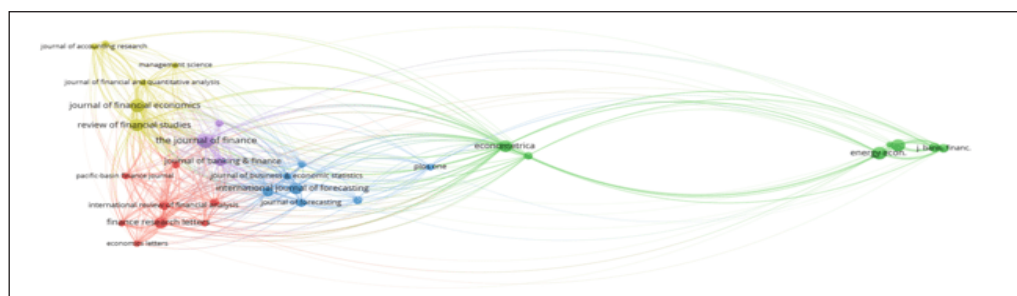 journal of accounting research
management science
journal of financial and quantitative analysis
journal of financial economics
review of financial studies
the journal of finance
journal of banking & finance
pacific-basin finance journal
journal of business & economic statistics
international journal of forecasting
international review of financial analysis
journal of forecasting
finance research letters
economics letters
plos one
econometrica
energy econ.
j. bank. financ.